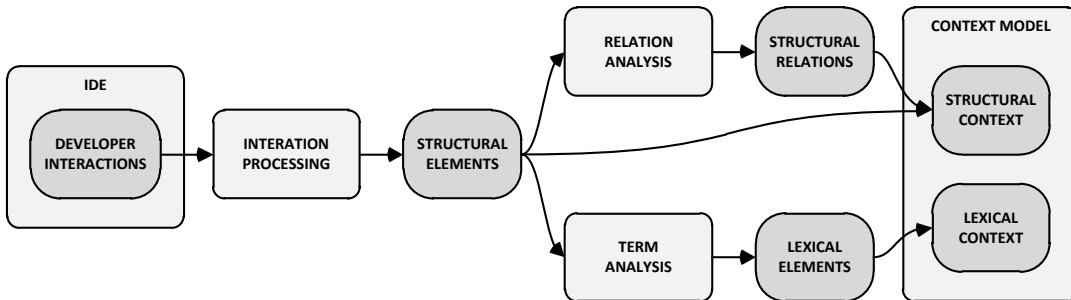 IDE
DEVELOPER
INTERACTIONS
INTERATION
PROCESSING
STRUCTURAL
ELEMENTS
RELATION
ANALYSIS
STRUCTURAL
RELATIONS
TERM
ANALYSIS
LEXICAL
ELEMENTS
CONTEXT MODEL
STRUCTURAL
CONTEXT
LEXICAL
CONTEXT